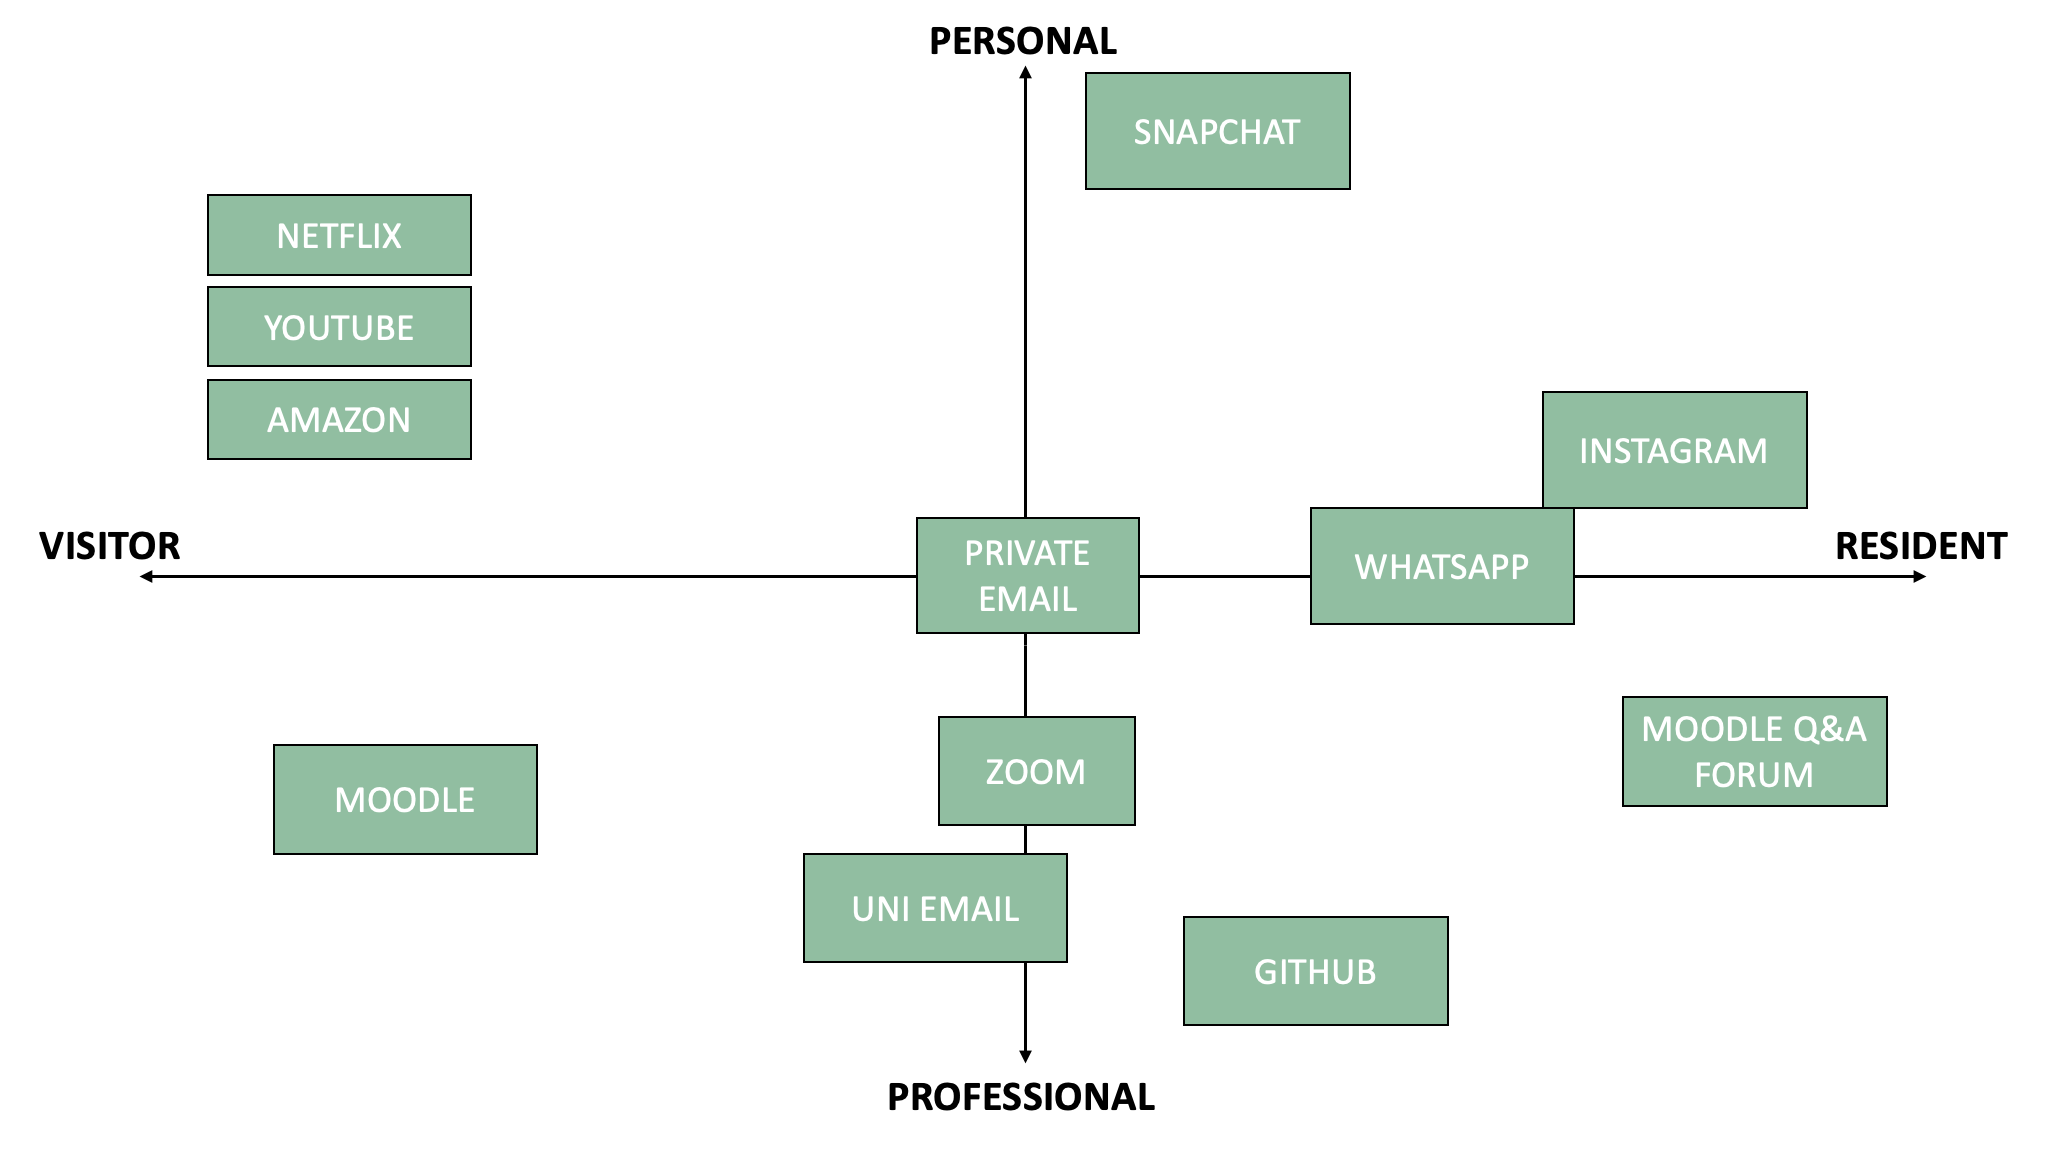 PERSONAL
SNAPCHAT
NETFLIX
YOUTUBE
AMAZON
INSTAGRAM
VISITOR
PRIVATE
EMAIL
WHATSAPP
RESIDENT
MOODLE
ZOOM
MOODLE Q&A
FORUM
UNI EMAIL
GITHUB
PROFESSIONAL